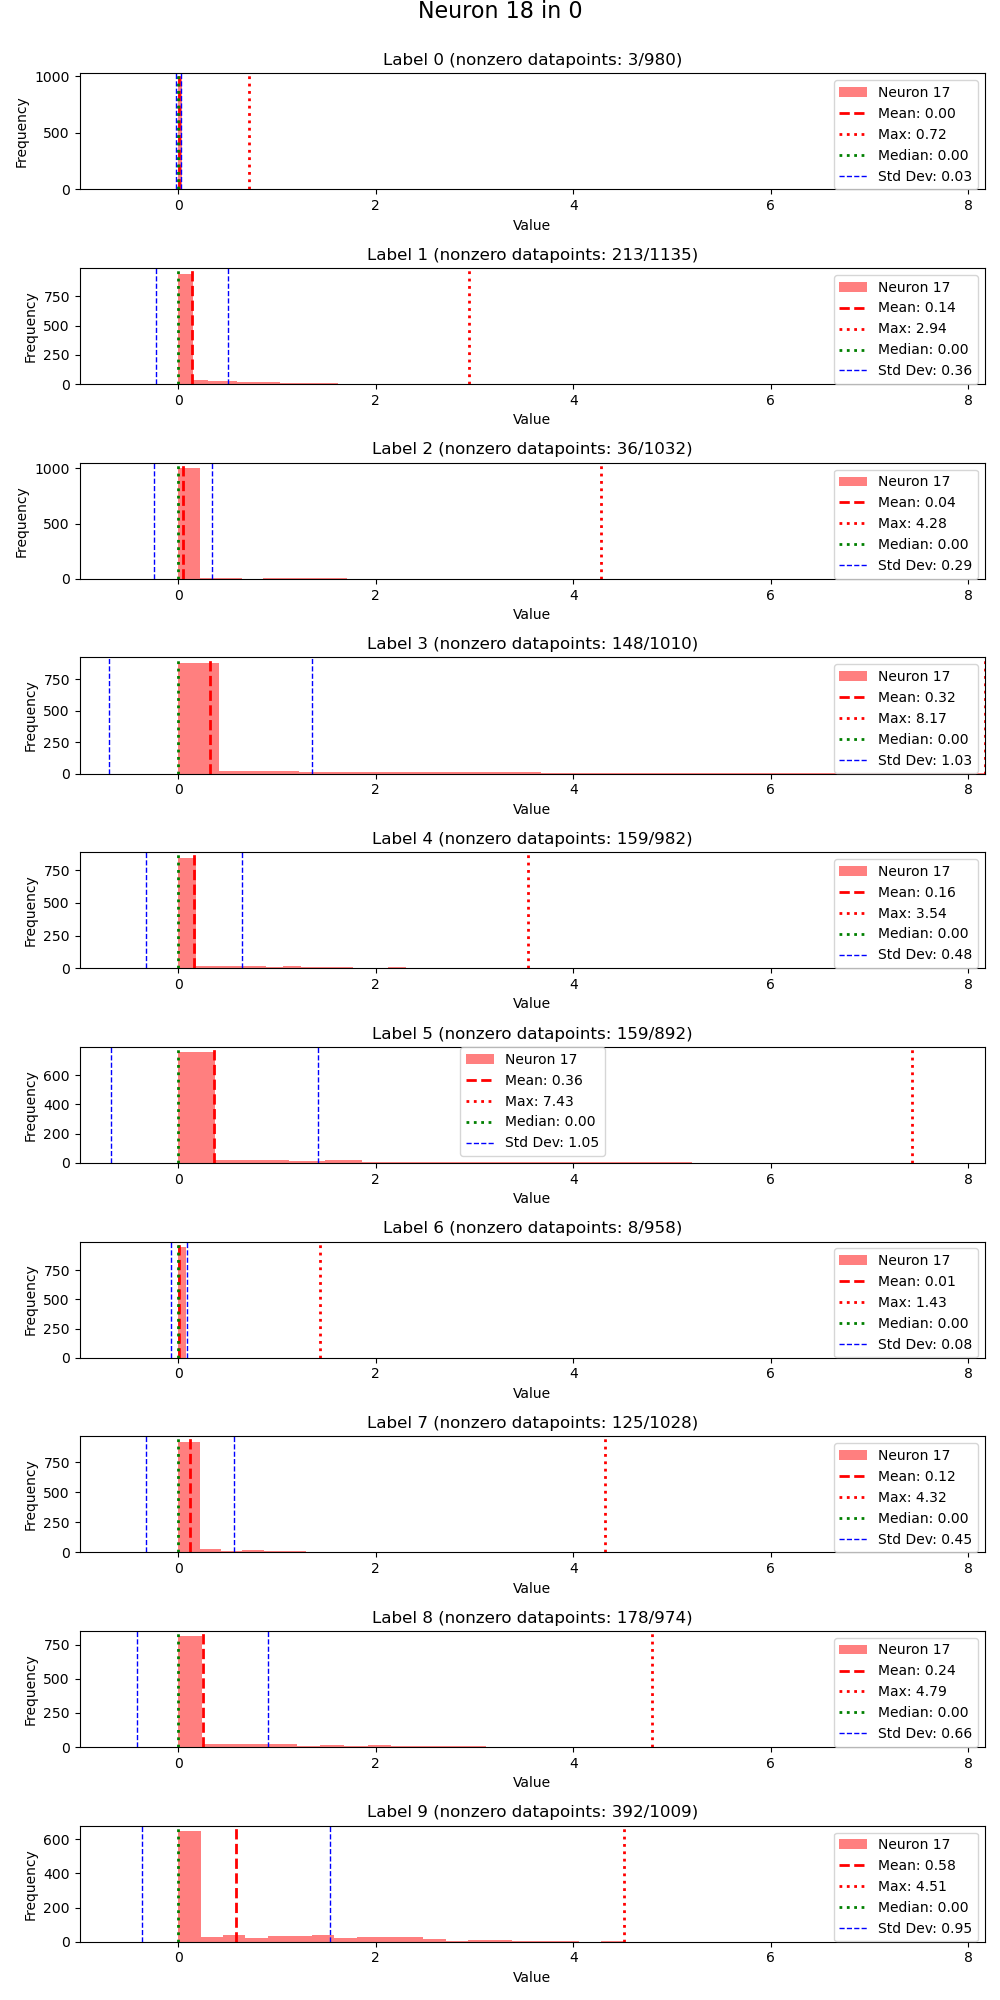 Neuron 18 in 0
Label 0 (nonzero datapoints: 3/980)
Frequency
1000
500
0
Neuron 17
Mean: 0.00
Max: 0.72
Median: 0.00
Std Dev: 0.03
0 2 4 6 8
Value
Label 1 (nonzero datapoints: 213/1135)
Frequency
750
500
250
0
Neuron 17
Mean: 0.14
Max: 2.94
Median: 0.00
Std Dev: 0.36
0 2 4 6 8
Value
Label 2 (nonzero datapoints: 36/1032)
Frequency
1000
500
0
Neuron 17
Mean: 0.04
Max: 4.28
Median: 0.00
Std Dev: 0.29
0 2 4 6 8
Value
Label 3 (nonzero datapoints: 148/1010)
Frequency
750
500
250
0
Neuron 17
Mean: 0.32
Max: 8.17
Median: 0.00
Std Dev: 1.03
0 2 4 6 8
Value
Label 4 (nonzero datapoints: 159/982)
Frequency
750
500
250
0
Neuron 17
Mean: 0.16
Max: 3.54
Median: 0.00
Std Dev: 0.48
0 2 4 6 8
Value
Label 5 (nonzero datapoints: 159/892)
Frequency
600
400
200
0
Neuron 17
Mean: 0.36
Max: 7.43
Median: 0.00
Std Dev: 1.05
0 2 4 6 8
Value
Label 6 (nonzero datapoints: 8/958)
Frequency
750
500
250
0
Neuron 17
Mean: 0.01
Max: 1.43
Median: 0.00
Std Dev: 0.08
0 2 4 6 8
Value
Label 7 (nonzero datapoints: 125/1028)
Frequency
750
500
250
0
Neuron 17
Mean: 0.12
Max: 4.32
Median: 0.00
Std Dev: 0.45
0 2 4 6 8
Value
Label 8 (nonzero datapoints: 178/974)
Frequency
750
500
250
0
Neuron 17
Mean: 0.24
Max: 4.79
Median: 0.00
Std Dev: 0.66
0 2 4 6 8
Value
Label 9 (nonzero datapoints: 392/1009)
Frequency
600
400
200
0
Neuron 17
Mean: 0.58
Max: 4.51
Median: 0.00
Std Dev: 0.95
0 2 4 6 8
Value